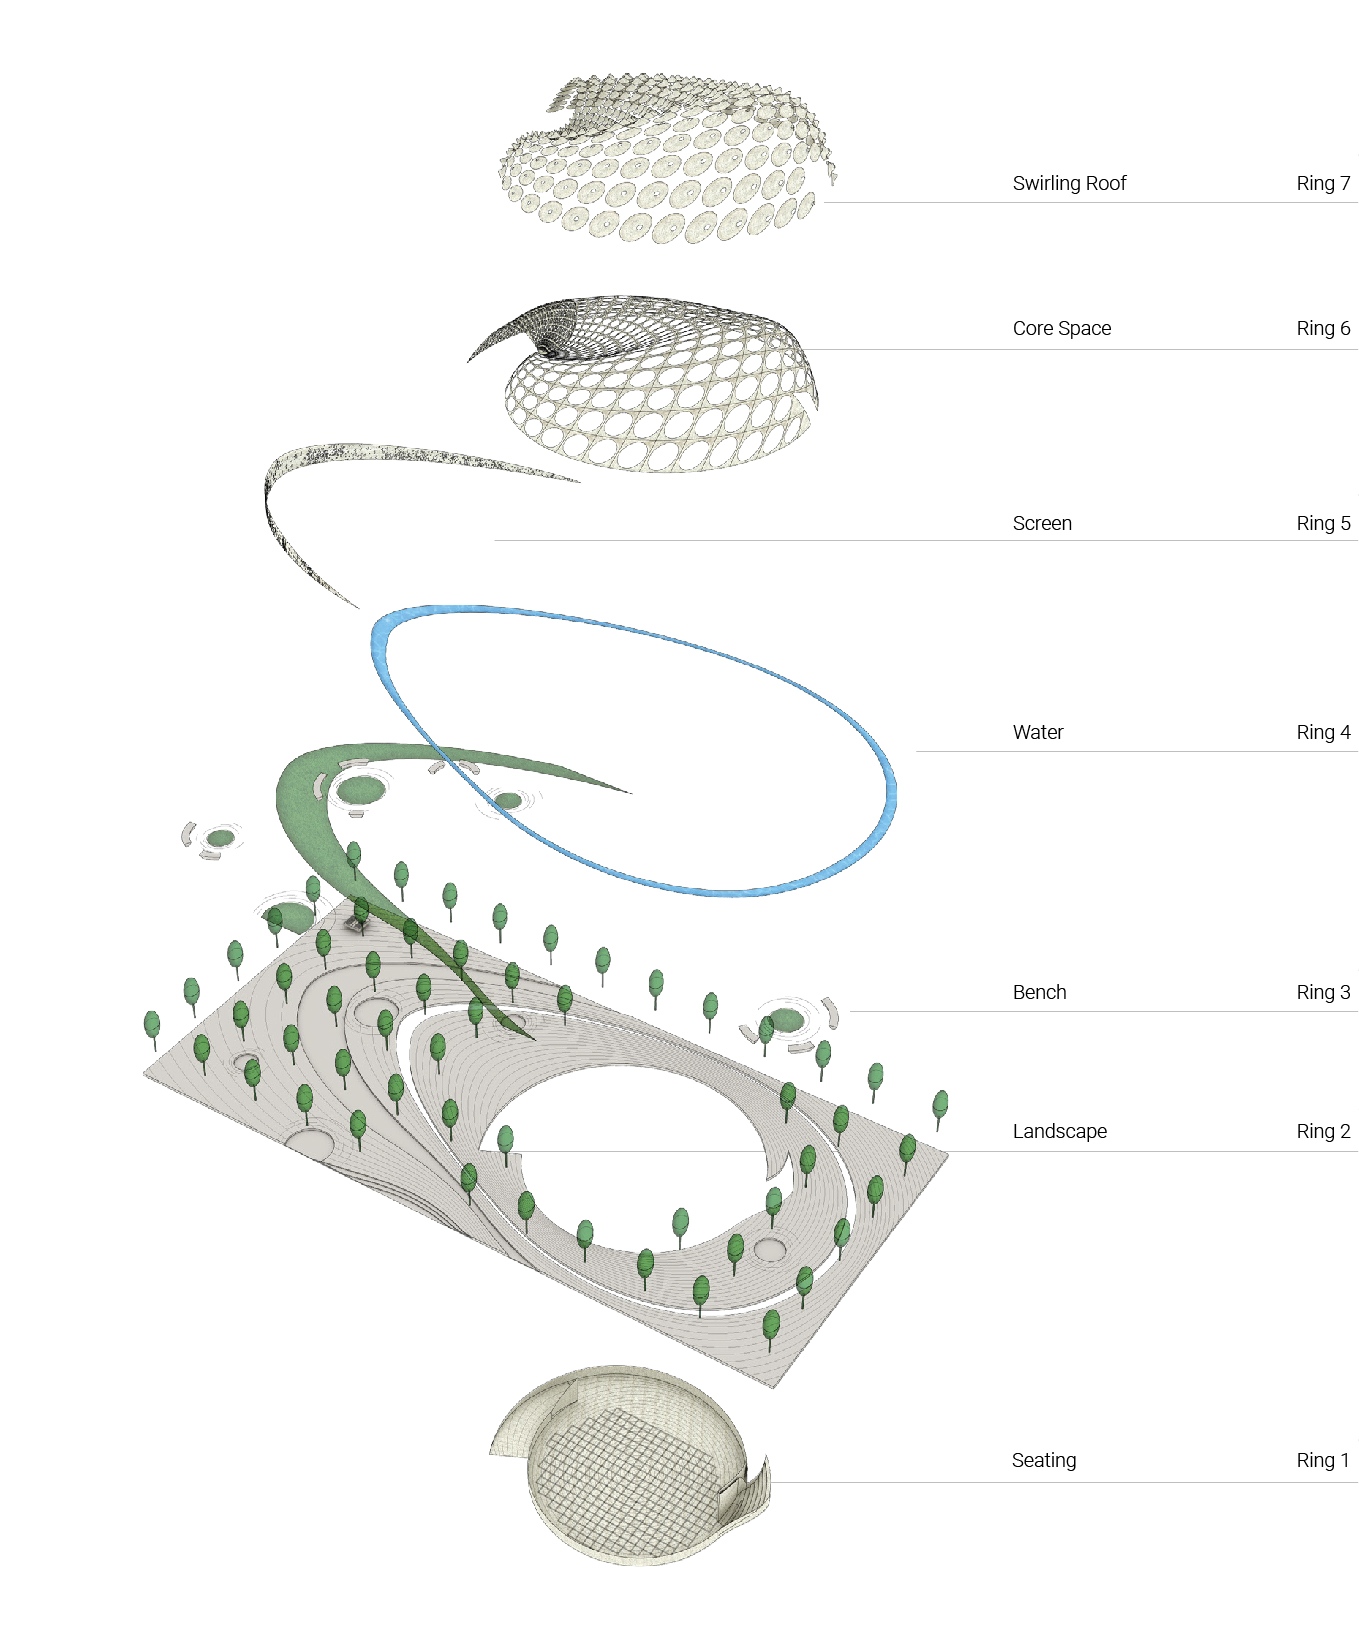 Swirling Roof Ring 7
Core Space Ring 6
Screen Ring 5
Water Ring 4
Bench Ring 3
Landscape Ring 2
Seating Ring 1